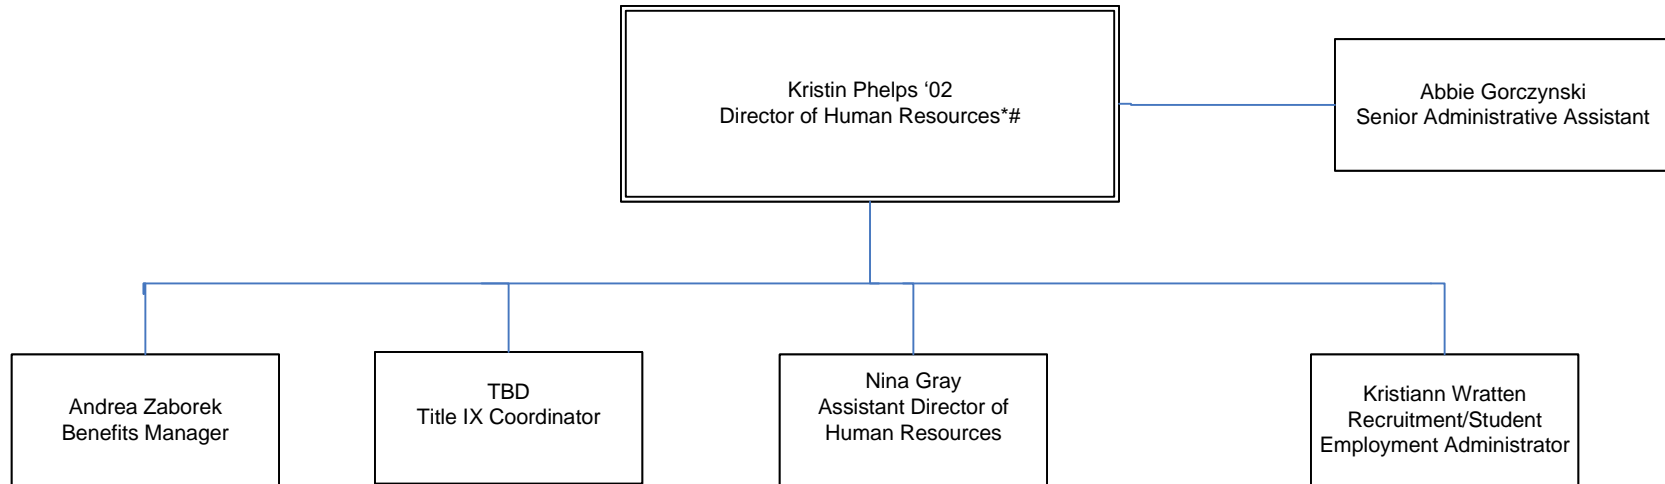 Kristin Phelps ‘02
Director of Human Resources*#
Abbie Gorczynski
Senior Administrative Assistant
Andrea Zaborek
Benefits Manager
TBD
Title IX Coordinator
Nina Gray
Assistant Director of
Human Resources
Kristiann Wratten
Recruitment/Student
Employment Administrator